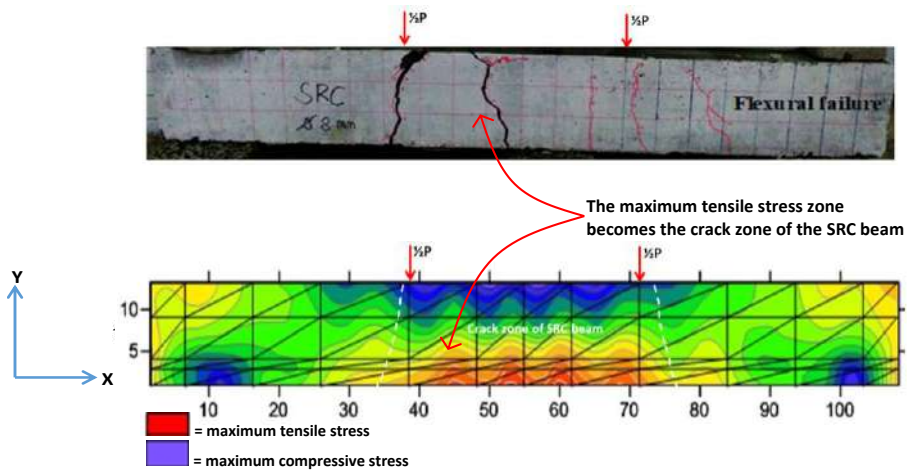 ½P
½P
SRC
Ø 8 mm
Flexural failure
The maximum tensile stress zone
becomes the crack zone of the SRC beam
½P
½P
Y
10
5
Crack zone of SRC beam
X
10 20 30 40 50 60 70 80 90 100
= maximum tensile stress
= maximum compressive stress